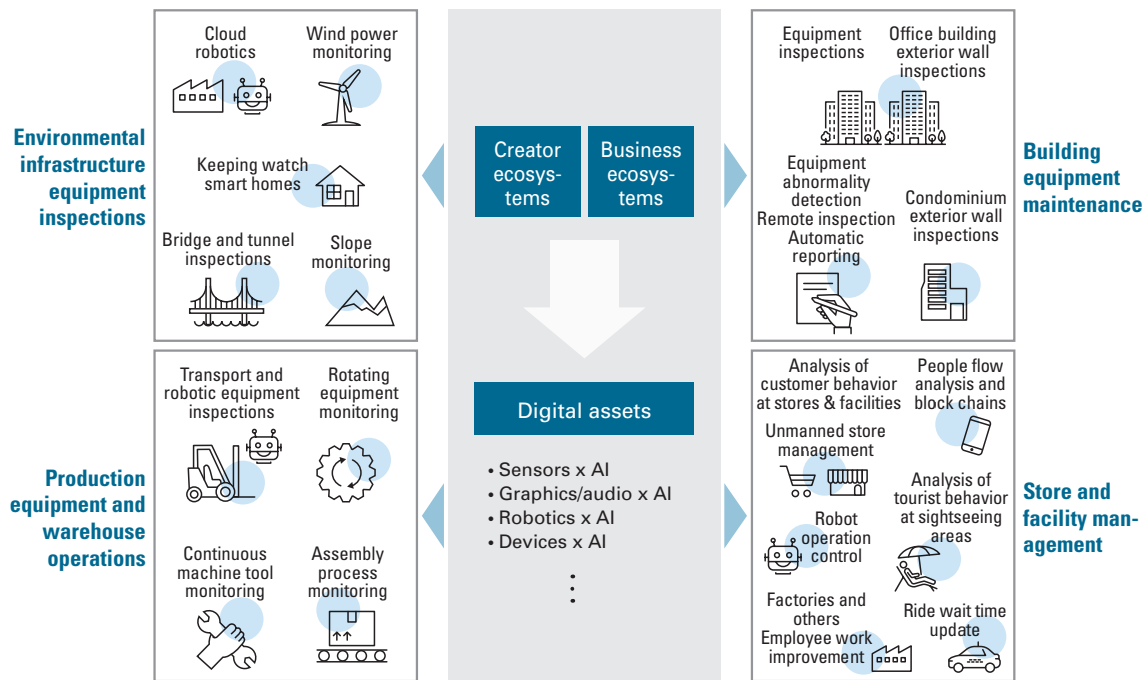 Environmental
infrastructure
equipment
inspections
Cloud
robotics
Wind power
monitoring
Keeping watch
smart homes
Bridge and tunnel
inspections
Slope
monitoring
Production
equipment and
warehouse
operations
Transport and
robotic equipment
inspections
Rotating
equipment
monitoring
Continuous
machine tool
monitoring
Assembly
process
monitoring
Creator
ecosys-
tems
Business
ecosys-
tems
Digital assets
• Sensors x AI
• Graphics/audio x AI
• Robotics x AI
• Devices x AI
Equipment
inspections
Office building
exterior wall
inspections
Equipment
abnormality
detection
Remote inspection
Automatic
reporting
Condominium
exterior wall
inspections
Building
equipment
maintenance
Analysis of
customer behavior
at stores & facilities
People flow
analysis and
block chains
Unmanned store
management
Analysis of
tourist behavior
at sightseeing
areas
Robot
operation
control
Factories and
others
Employee work
improvement
Ride wait time
update
Store and
facility man-
agement